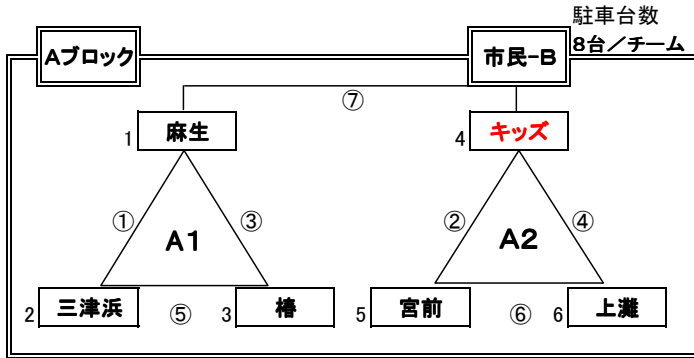 駐車台数
Aブロック
市民-B
8台／チーム
⑦
1 麻生
4 キッズ
① A1 ③
② A2 ④
2 三津浜 ⑤ 3 椿
5 宮前 ⑥ 6 上灘